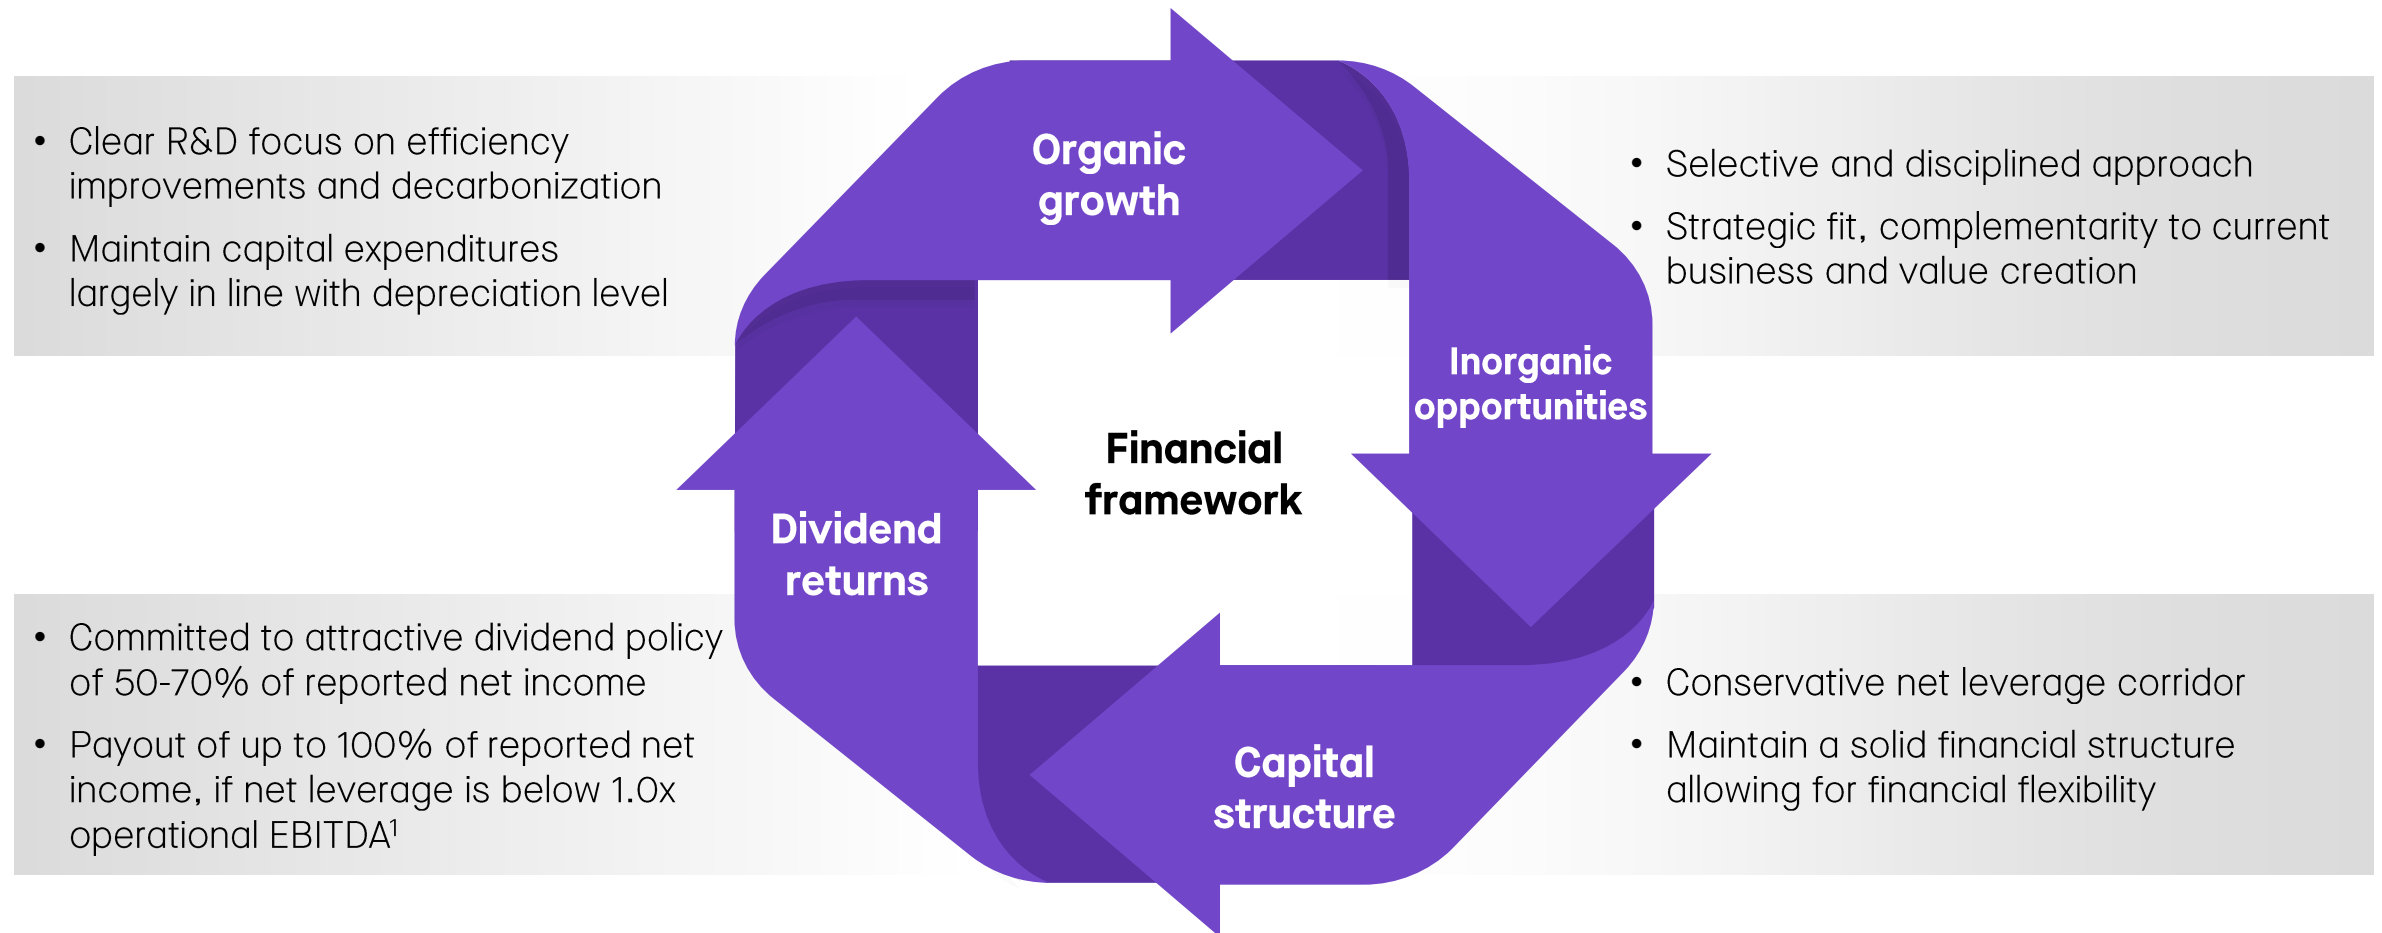 • Clear R&D focus on efficiency
improvements and decarbonization
• Maintain capital expenditures
largely in line with depreciation level
Organic
growth
• Selective and disciplined approach
• Strategic fit, complementarity to current
business and value creation
Inorganic
opportunities
Financial
framework
Dividend
returns
• Committed to attractive dividend policy
of 50-70% of reported net income
• Payout of up to 100% of reported net
income, if net leverage is below 1.0x
operational EBITDA¹
Capital
structure
• Conservative net leverage corridor
• Maintain a solid financial structure
allowing for financial flexibility